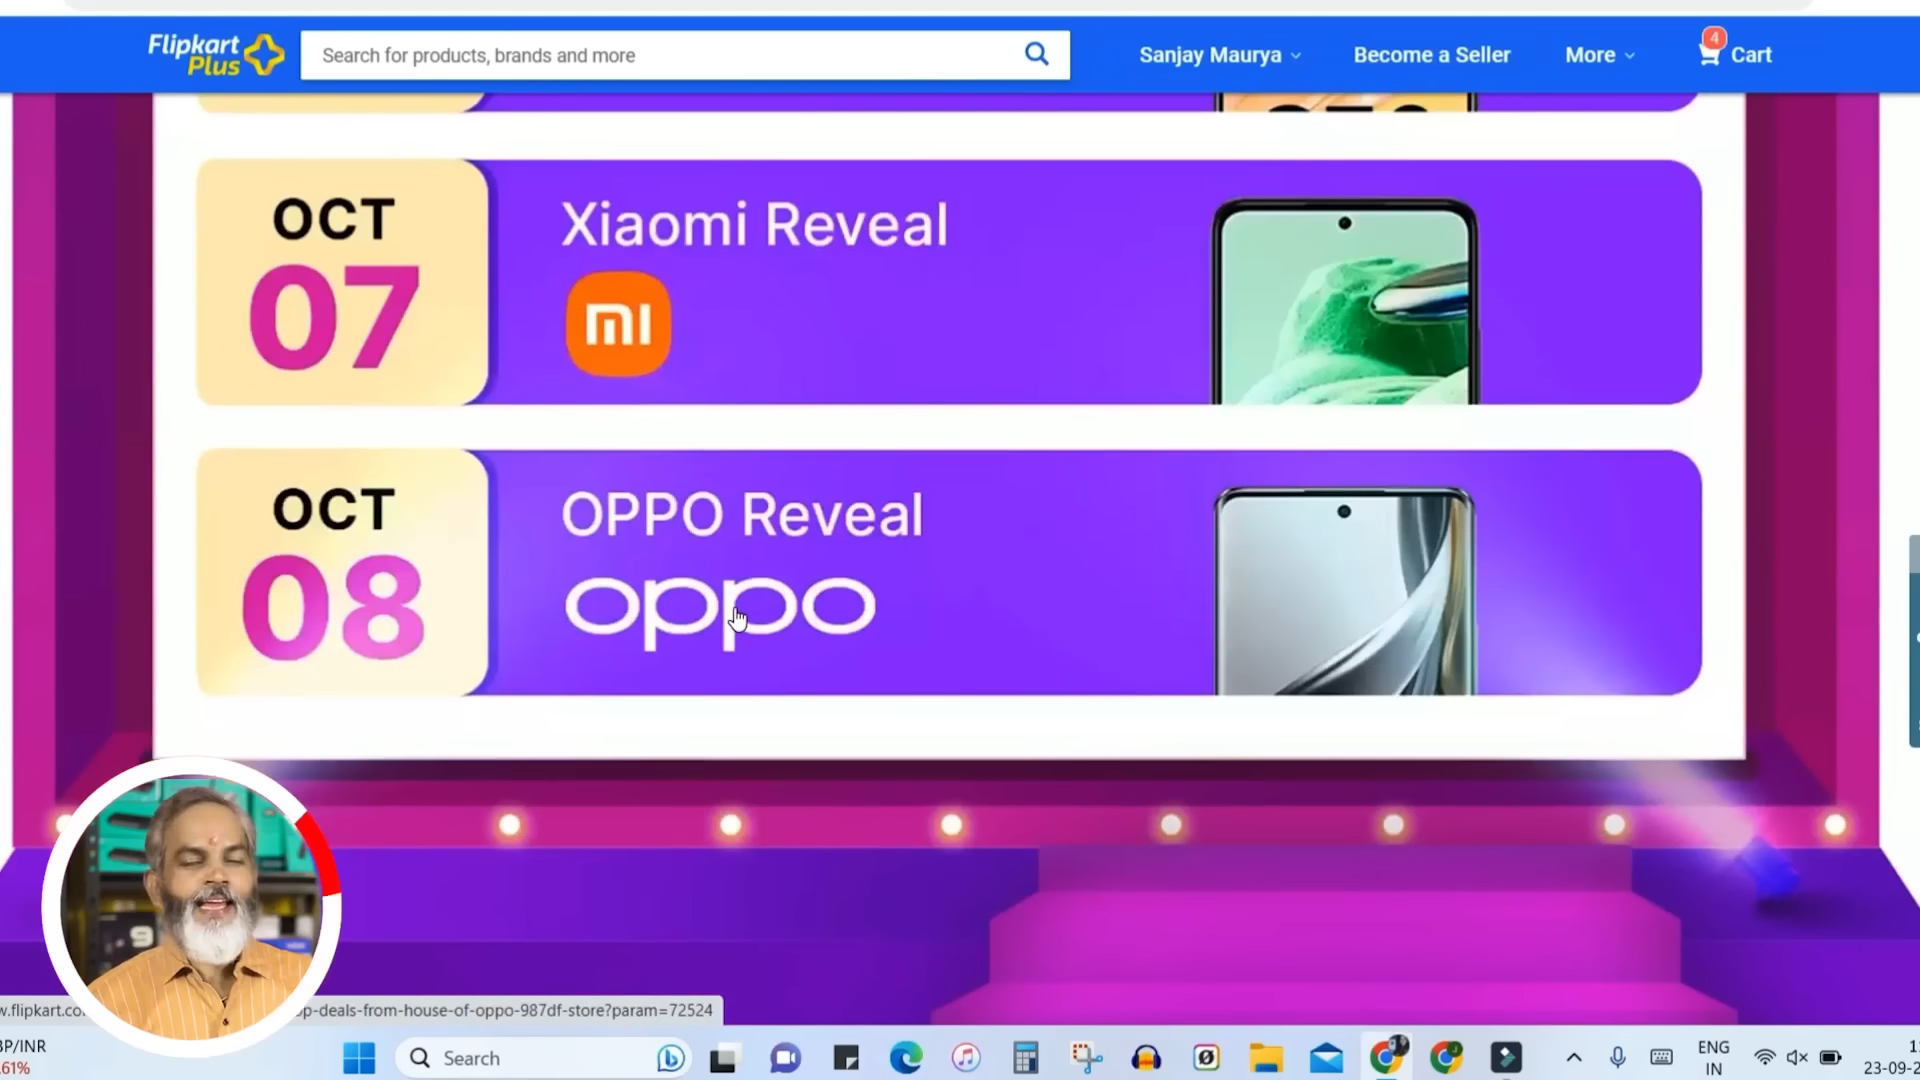 Flipkart
Plus
Search for products, brands and more
Sanjay Maurya
Become a Seller
More
4
Cart
OCT
07
Xiaomi Reveal
mi
OCT
08
OPPO Reveal
oppo
9
p-deals-from-house-of-oppo-987df-store?param=72524
BP/INR
.61%
Search
ENG
IN
23-09-2